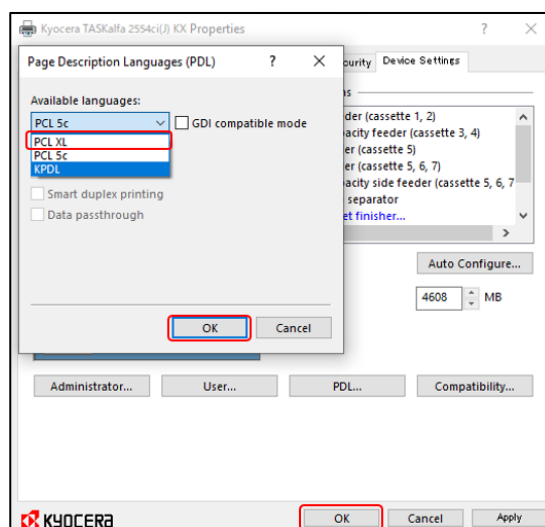 Kyocera TASKalfa 2554ci(J) KX Properties
Page Description Languages (PDL)
Available languages:
PCL 5c
GDI compatible mode
PCL XL
PCL 5c
KPDL
Smart duplex printing
Data passthrough
OK
Cancel
curity
Device Settings
ns
der (cassette 1, 2)
pacity feeder (cassette 3, 4)
er (cassette 5)
er (cassette 5, 6, 7)
pacity side feeder (cassette 5, 6, 7
separator
et finisher...
Auto Configure...
4608
MB
Administrator...
User...
PDL...
Compatibility...
KYOCERA
OK
Cancel
Apply